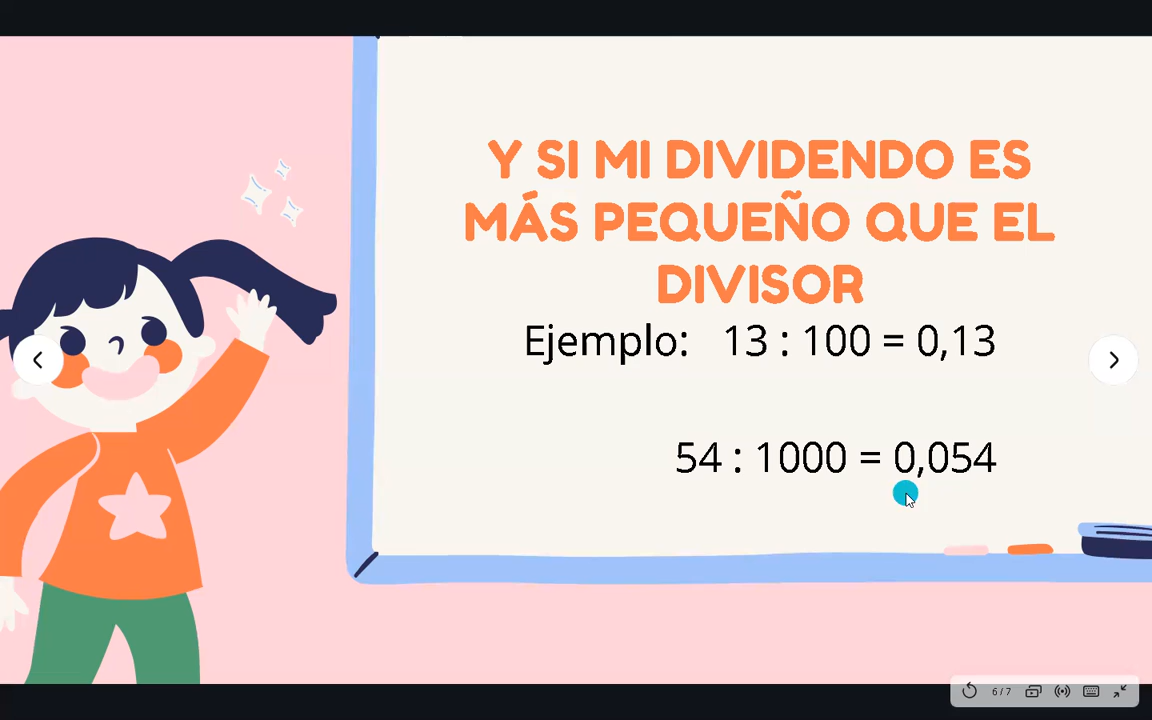 Y SI MI DIVIDENDO ES
MÁS PEQUEÑO QUE EL
DIVISOR
Ejemplo: 13 : 100 = 0,13
54 : 1000 = 0,054
6/7